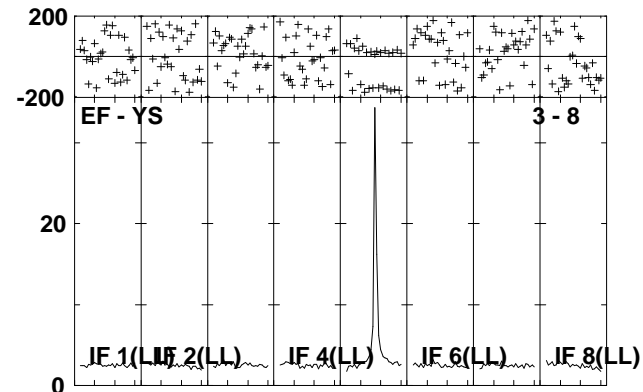 200
-200
EF - YS 3 - 8
20
IF 1(LL) IF 2(LL) IF 4(LL) IF 6(LL) IF 8(LL)
0